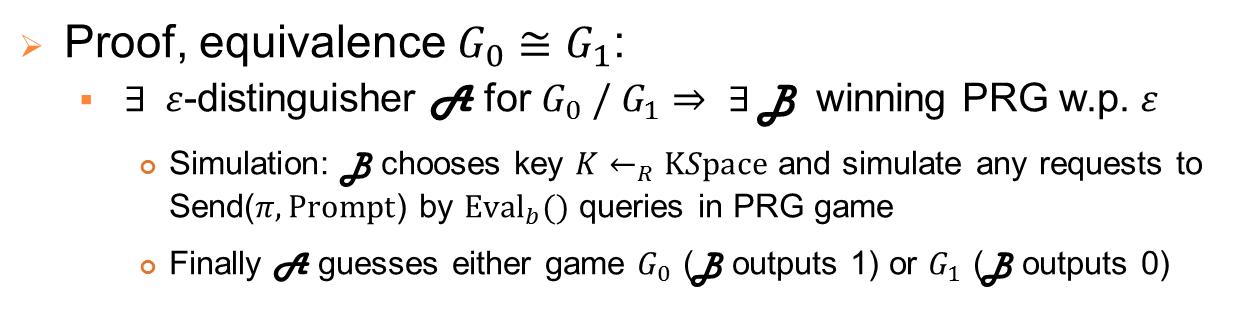 Proof, equivalence G₀ ≅ G₁:
∃ ε-distinguisher 𝓐 for G₀ / G₁ ⇒ ∃ 𝓑 winning PRG w.p. ε
Simulation: 𝓑 chooses key K ←_R KSpace and simulate any requests to
Send(π, Prompt) by Eval_b() queries in PRG game
Finally 𝓐 guesses either game G₀ (𝓑 outputs 1) or G₁ (𝓑 outputs 0)